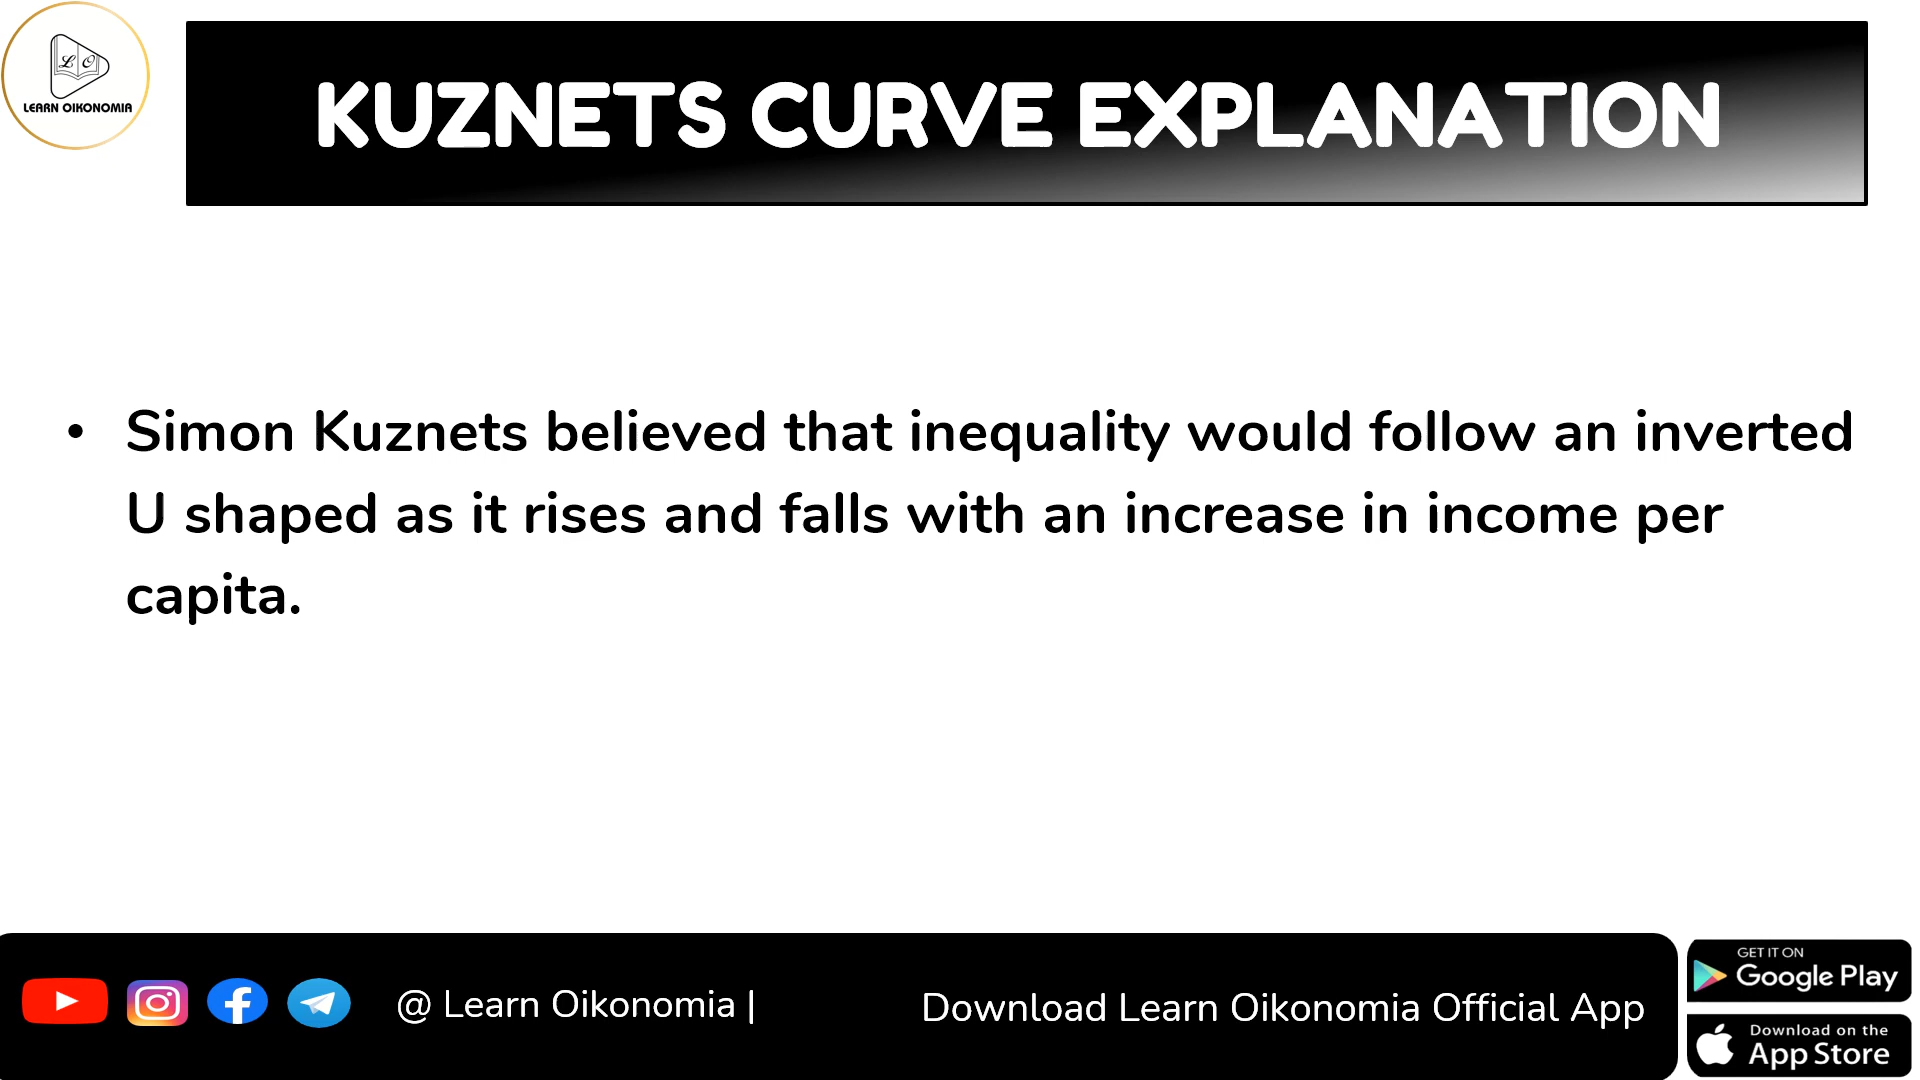 L O
LEARN OIKONOMIA
KUZNETS CURVE EXPLANATION
• Simon Kuznets believed that inequality would follow an inverted
U shaped as it rises and falls with an increase in income per
capita.
@ Learn Oikonomia |
Download Learn Oikonomia Official App
GET IT ON
Google Play
Download on the
App Store